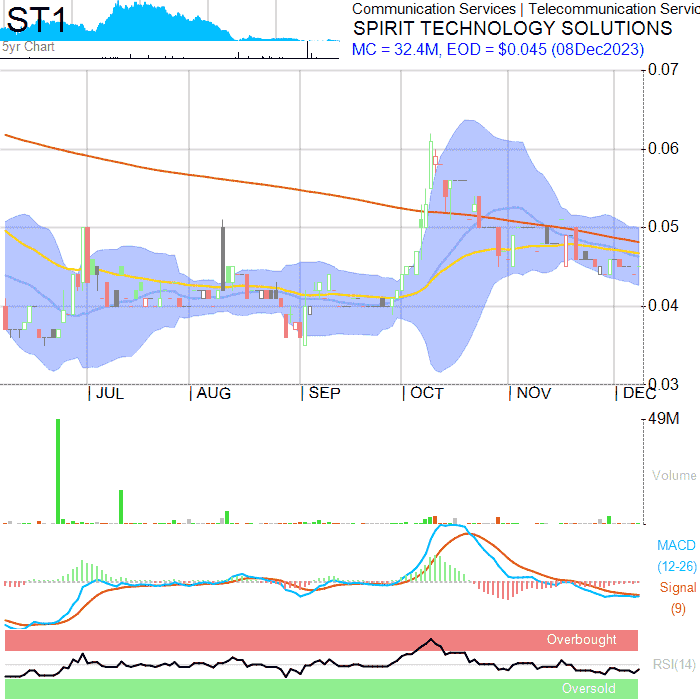 ST1
5yr Chart
Communication Services | Telecommunication Servic
SPIRIT TECHNOLOGY SOLUTIONS
MC = 32.4M, EOD = $0.045 (08Dec2023)
0.07
0.06
0.05
0.04
0.03
| JUL | AUG | SEP | OCT | NOV | DEC
49M
Volume
MACD
(12-26)
Signal
(9)
Overbought
RSI(14)
Oversold